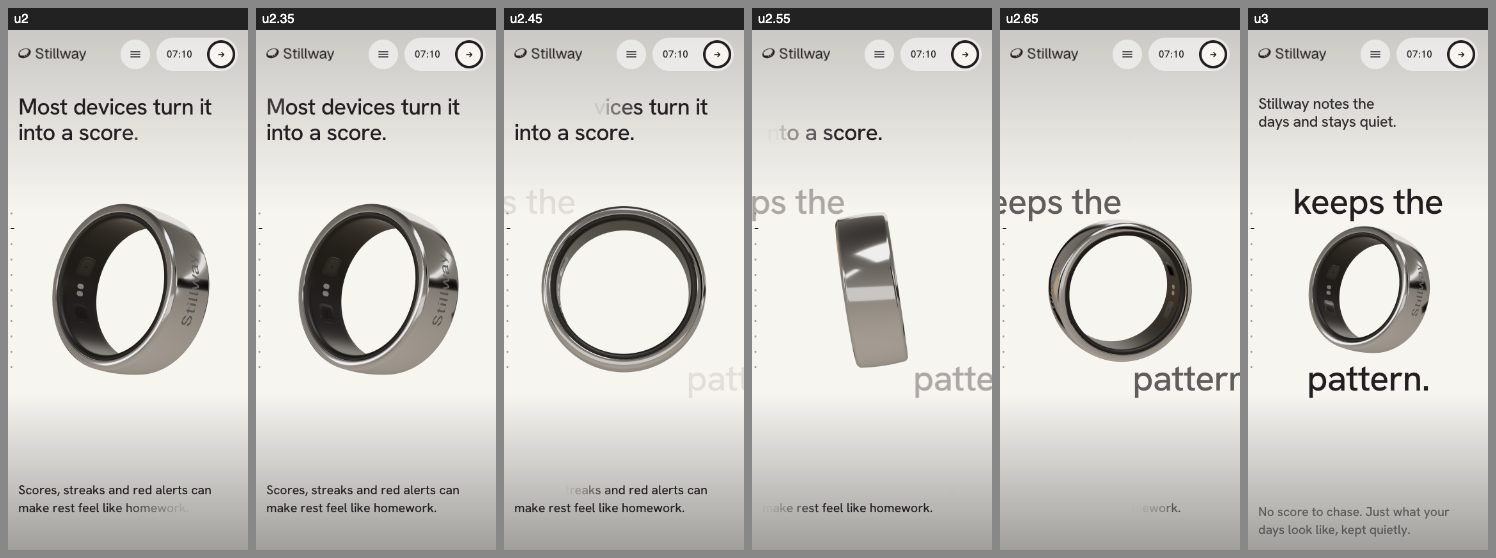 u2
Stillway
07:10
Most devices turn it
into a score.
Stillway
Scores, streaks and red alerts can
make rest feel like homework.
u2.35
Stillway
07:10
Most devices turn it
into a score.
Stillway
Scores, streaks and red alerts can
make rest feel like homework.
u2.45
Stillway
07:10
vices turn it
into a score.
s the
patt
treaks and red alerts can
make rest feel like homework.
u2.55
Stillway
07:10
nto a score.
ps the
patte
make rest feel like homework.
u2.65
Stillway
07:10
eeps the
pattern
ework.
u3
Stillway
07:10
Stillway notes the
days and stays quiet.
keeps the
Stillway
pattern.
No score to chase. Just what your
days look like, kept quietly.